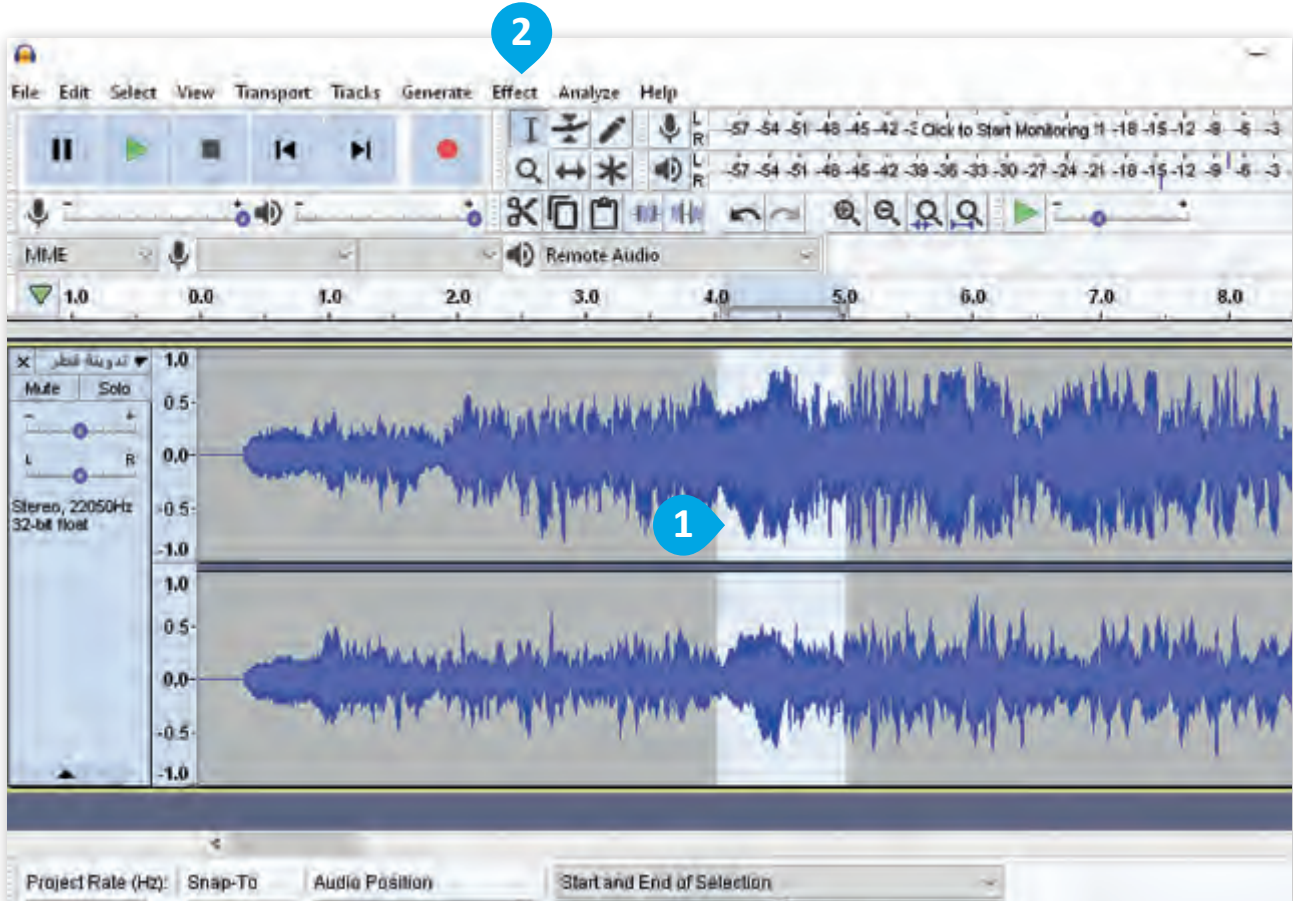 2
File Edit Select View Transport Tracks Generate Effect Analyze Help
L
R
-57 -54 -51 -48 -45 -42 -3 Click to Start Monitoring !1 -18 -15 -12 -9 -6 -3
L
R
-57 -54 -51 -48 -45 -42 -39 -36 -33 -30 -27 -24 -21 -18 -15 -12 -9 -6 -3
MME
Remote Audio
1.0 0.0 1.0 2.0 3.0 4.0 5.0 6.0 7.0 8.0
تدوينة قطر
Mute Solo
- +
L R
Stereo, 22050Hz
32-bit float
1.0
0.5
0.0
-0.5
-1.0
1
1.0
0.5
0.0
-0.5
-1.0
Project Rate (Hz): Snap-To Audio Position Start and End of Selection